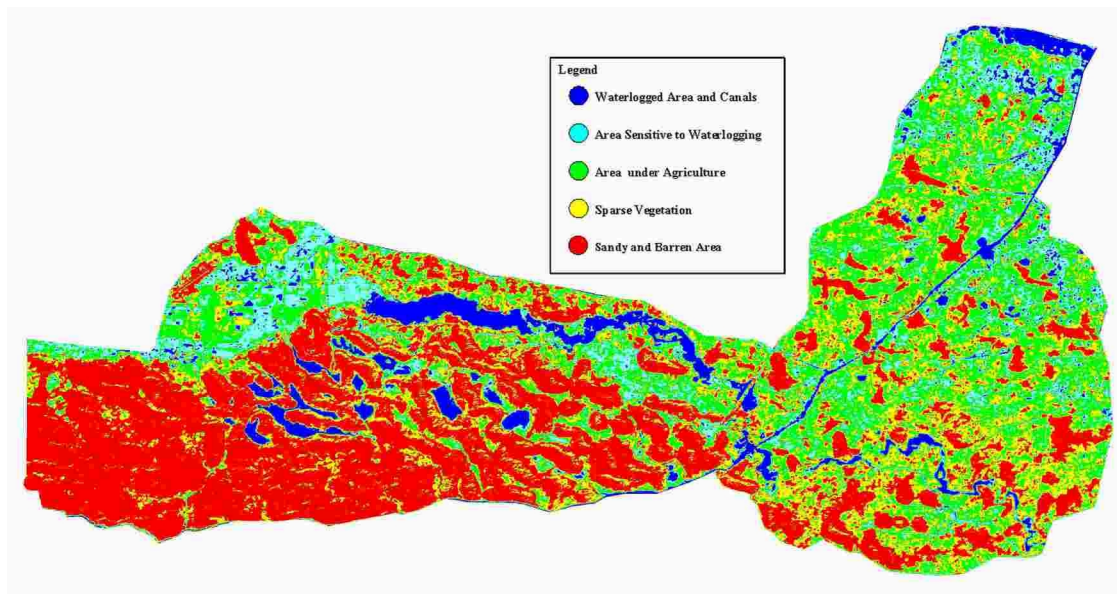 Legend
Waterlogged Area and Canals
Area Sensitive to Waterlogging
Area under Agriculture
Sparse Vegetation
Sandy and Barren Area